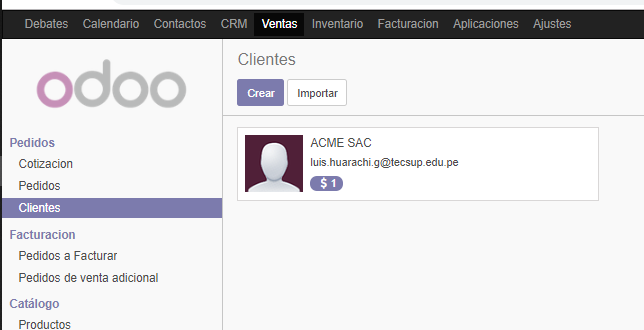 Debates Calendario Contactos CRM Ventas Inventario Facturacion Aplicaciones Ajustes
odoo
Clientes
Crear Importar
Pedidos
Cotizacion
Pedidos
Clientes
Facturacion
Pedidos a Facturar
Pedidos de venta adicional
Catálogo
Productos
ACME SAC
luis.huarachi.g@tecsup.edu.pe
$ 1